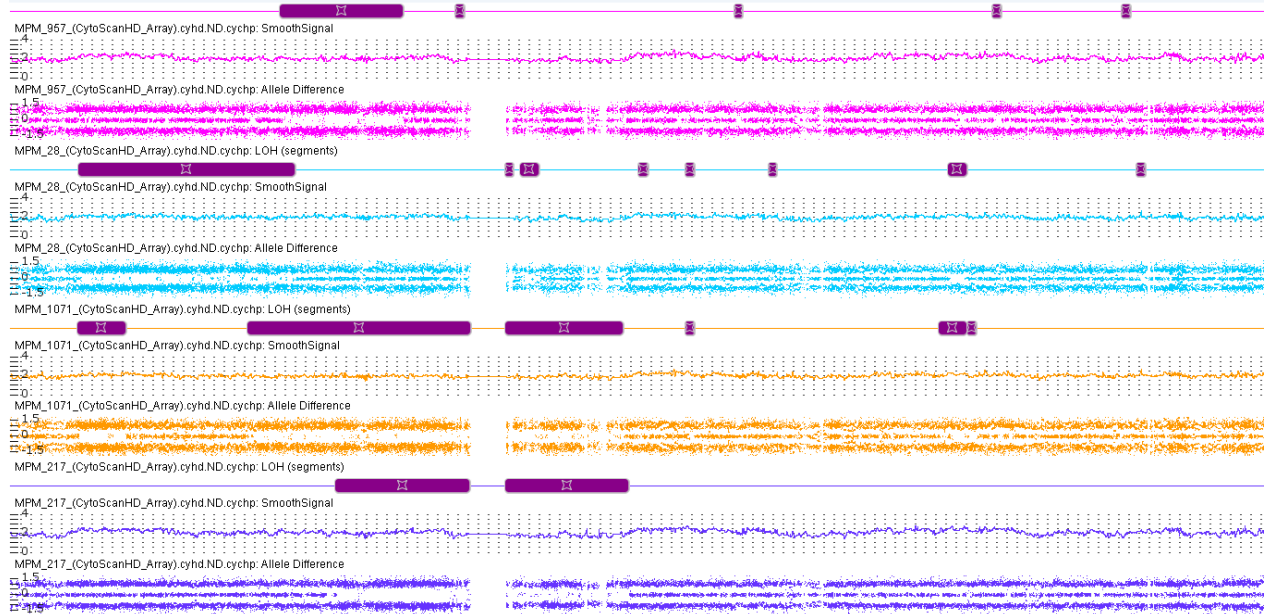 MPM_957_(CytoScanHD_Array).cyhd.ND.cychp: SmoothSignal
4
2
0
MPM_957_(CytoScanHD_Array).cyhd.ND.cychp: Allele Difference
1.5
0
-1.5
MPM_28_(CytoScanHD_Array).cyhd.ND.cychp: LOH (segments)
MPM_28_(CytoScanHD_Array).cyhd.ND.cychp: SmoothSignal
4
2
0
MPM_28_(CytoScanHD_Array).cyhd.ND.cychp: Allele Difference
1.5
0
-1.5
MPM_1071_(CytoScanHD_Array).cyhd.ND.cychp: LOH (segments)
MPM_1071_(CytoScanHD_Array).cyhd.ND.cychp: SmoothSignal
4
2
0
MPM_1071_(CytoScanHD_Array).cyhd.ND.cychp: Allele Difference
1.5
0
-1.5
MPM_217_(CytoScanHD_Array).cyhd.ND.cychp: LOH (segments)
MPM_217_(CytoScanHD_Array).cyhd.ND.cychp: SmoothSignal
4
2
0
MPM_217_(CytoScanHD_Array).cyhd.ND.cychp: Allele Difference
1.5
0
-1.5